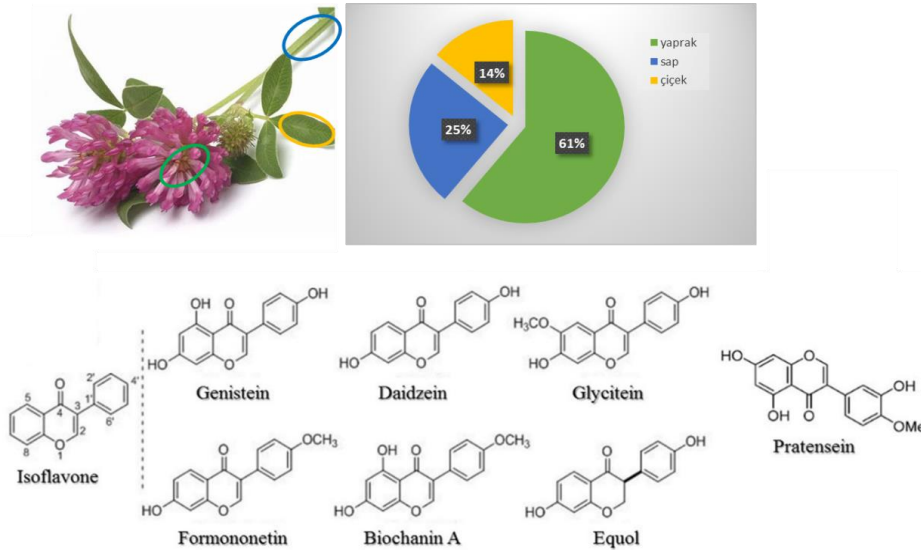 yaprak
sap
çiçek
14%
25%
61%
OH
O
OH
HO
O
Genistein
O
OH
HO
O
Daidzein
H₃CO
O
OH
HO
O
Glycitein
HO
O
OH
O
OH
OMe
Pratensein
5
O
4
3
2'
1'
4'
6'
8
O
1
2
Isoflavone
O
OCH₃
HO
O
Formononetin
OH
O
OCH₃
HO
O
Biochanin A
O
OH
HO
O
Equol